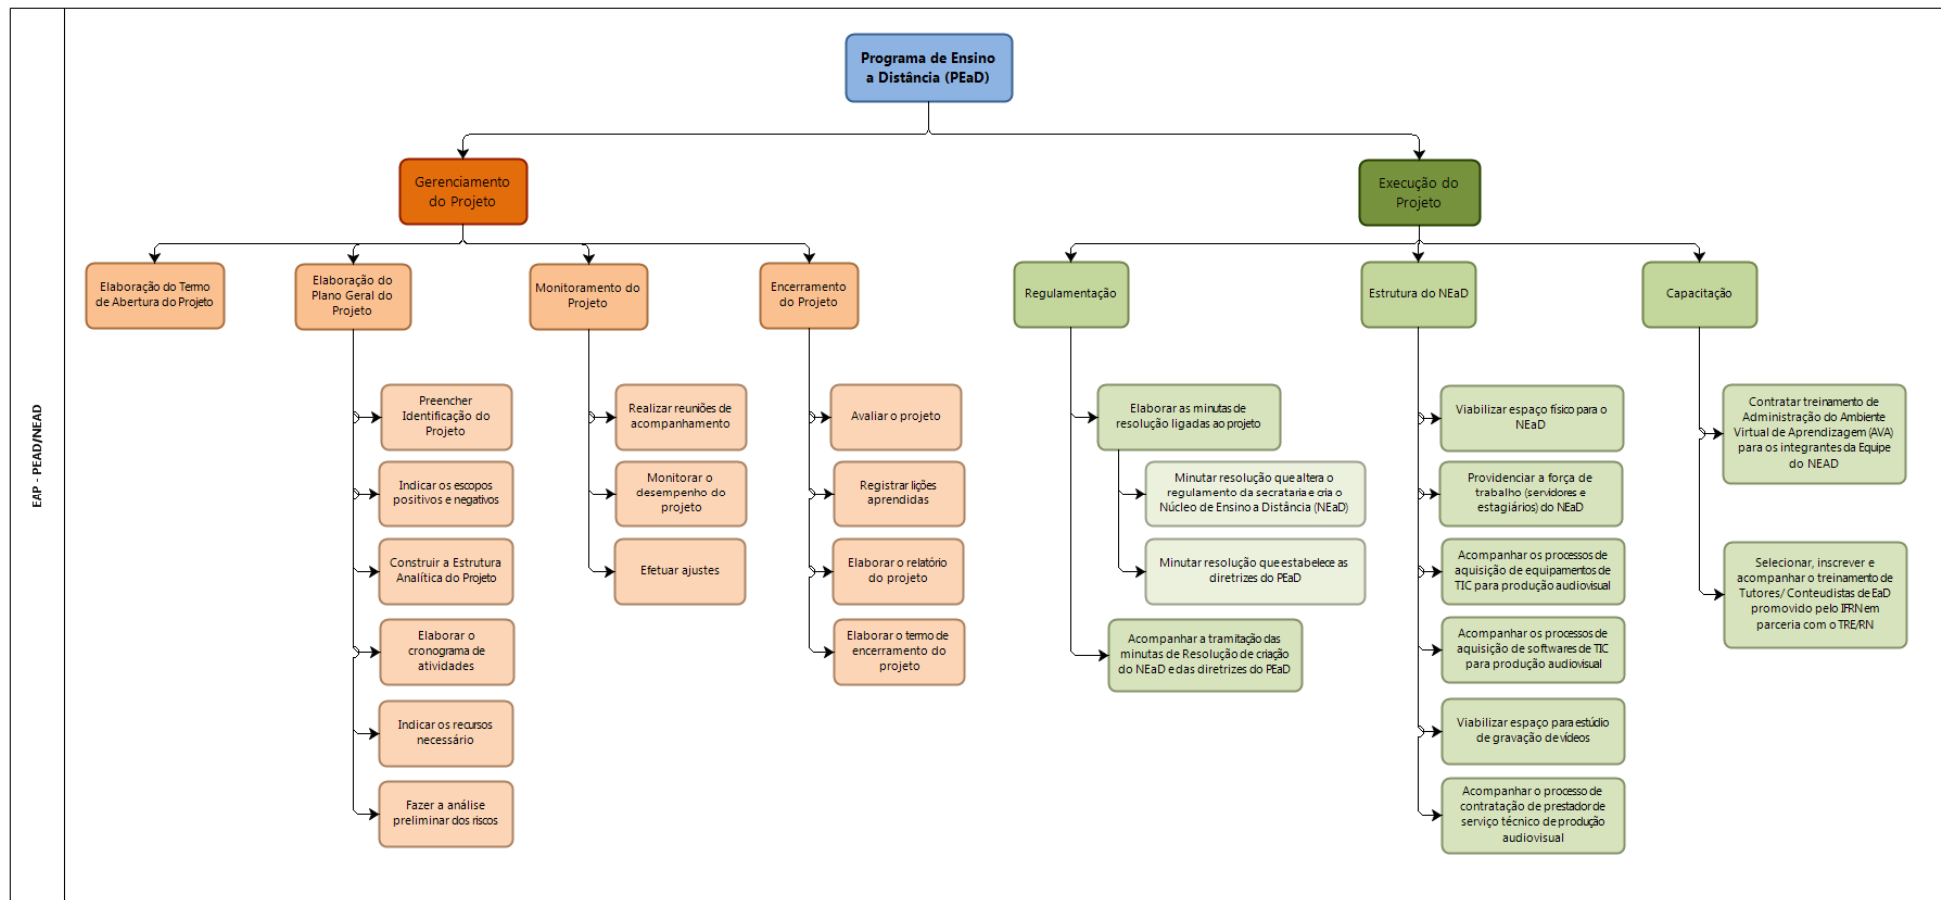 EAP - PEAD/NEAD
Programa de Ensino
a Distância (PEaD)
Gerenciamento
do Projeto
Execução do
Projeto
Elaboração do Termo
de Abertura do Projeto
Elaboração do
Plano Geral do
Projeto
Monitoramento do
Projeto
Encerramento
do Projeto
Regulamentação
Estrutura do NEaD
Capacitação
Preencher
Identificação do
Projeto
Indicar os escopos
positivos e negativos
Construir a Estrutura
Analítica do Projeto
Elaborar o
cronograma de
atividades
Indicar os recursos
necessário
Fazer a análise
preliminar dos riscos
Realizar reuniões de
acompanhamento
Monitorar o
desempenho do
projeto
Efetuar ajustes
Avaliar o projeto
Registrar lições
aprendidas
Elaborar o relatório
do projeto
Elaborar o termo de
encerramento do
projeto
Elaborar as minutas de
resolução ligadas ao projeto
Minutar resolução que altera o
regulamento da secrataria e cria o
Núcleo de Ensino a Distância (NEaD)
Minutar resolução que estabelece as
diretrizes do PEaD
Acompanhar a tramitação das
minutas de Resolução de criação
do NEaD e das diretrizes do PEaD
Viabilizar espaço físico para o
NEaD
Providenciar a força de
trabalho (servidores e
estagiários) do NEaD
Acompanhar os processos de
aquisição de equipamentos de
TIC para produção audiovisual
Acompanhar os processos de
aquisição de softwares de TIC
para produção audiovisual
Viabilizar espaço para estúdio
de gravação de vídeos
Acompanhar o processo de
contratação de prestador de
serviço técnico de produção
audiovisual
Contratar treinamento de
Administração do Ambiente
Virtual de Aprendizagem (AVA)
para os integrantes da Equipe
do NEAD
Selecionar, inscrever e
acompanhar o treinamento de
Tutores/ Conteudistas de EaD
promovido pelo IFRN em
parceria com o TRE/RN